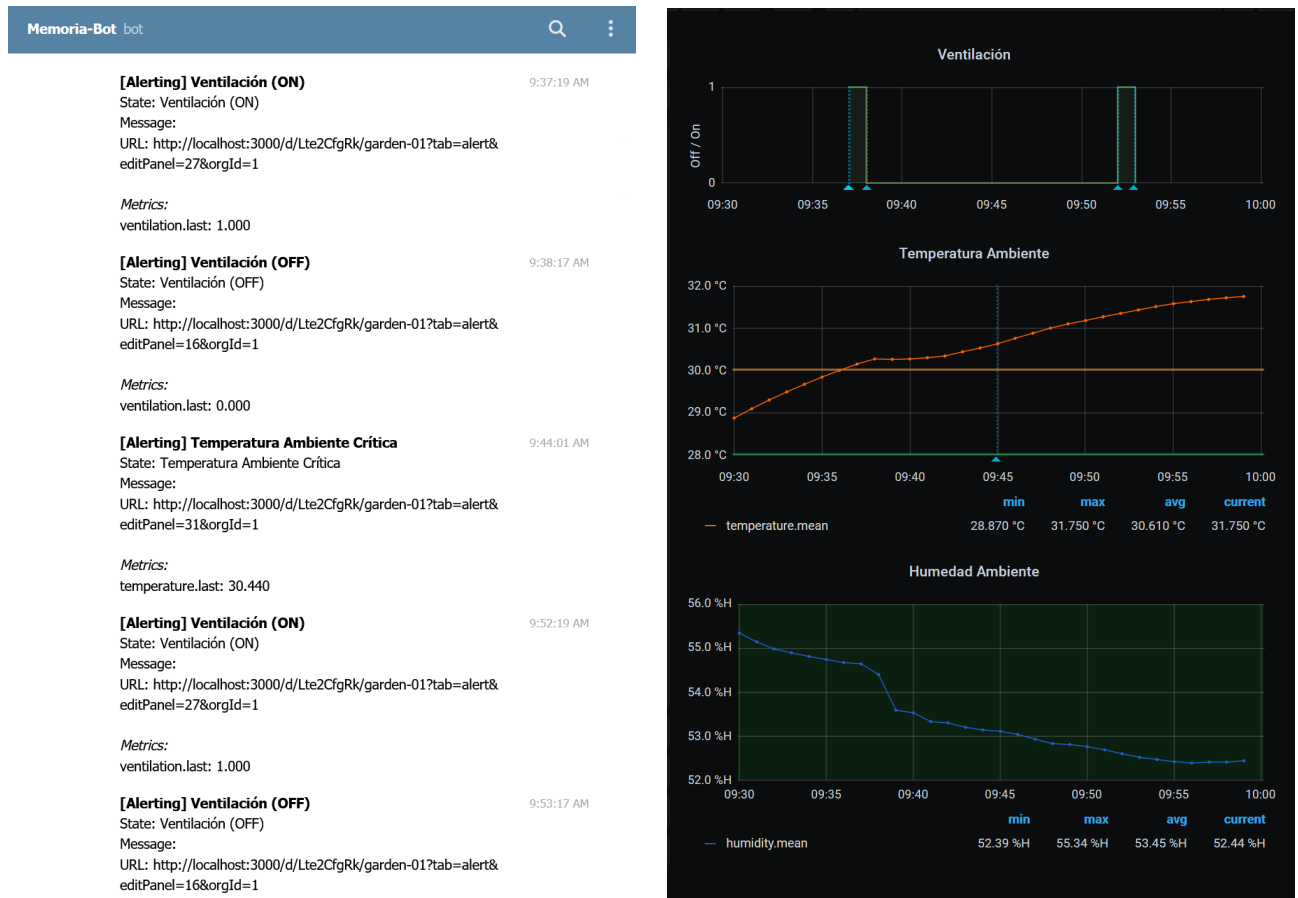 Memoria-Bot bot
[Alerting] Ventilación (ON) 9:37:19 AM
State: Ventilación (ON)
Message:
URL: http://localhost:3000/d/Lte2CfgRk/garden-01?tab=alert&
editPanel=27&orgId=1
Metrics:
ventilation.last: 1.000
[Alerting] Ventilación (OFF) 9:38:17 AM
State: Ventilación (OFF)
Message:
URL: http://localhost:3000/d/Lte2CfgRk/garden-01?tab=alert&
editPanel=16&orgId=1
Metrics:
ventilation.last: 0.000
[Alerting] Temperatura Ambiente Crítica 9:44:01 AM
State: Temperatura Ambiente Crítica
Message:
URL: http://localhost:3000/d/Lte2CfgRk/garden-01?tab=alert&
editPanel=31&orgId=1
Metrics:
temperature.last: 30.440
[Alerting] Ventilación (ON) 9:52:19 AM
State: Ventilación (ON)
Message:
URL: http://localhost:3000/d/Lte2CfgRk/garden-01?tab=alert&
editPanel=27&orgId=1
Metrics:
ventilation.last: 1.000
[Alerting] Ventilación (OFF) 9:53:17 AM
State: Ventilación (OFF)
Message:
URL: http://localhost:3000/d/Lte2CfgRk/garden-01?tab=alert&
editPanel=16&orgId=1
Ventilación
Off / On
1
0
09:30 09:35 09:40 09:45 09:50 09:55 10:00
Temperatura Ambiente
32.0 °C
31.0 °C
30.0 °C
29.0 °C
28.0 °C
09:30 09:35 09:40 09:45 09:50 09:55 10:00
min max avg current
temperature.mean 28.870 °C 31.750 °C 30.610 °C 31.750 °C
Humedad Ambiente
56.0 %H
55.0 %H
54.0 %H
53.0 %H
52.0 %H
09:30 09:35 09:40 09:45 09:50 09:55 10:00
min max avg current
humidity.mean 52.39 %H 55.34 %H 53.45 %H 52.44 %H